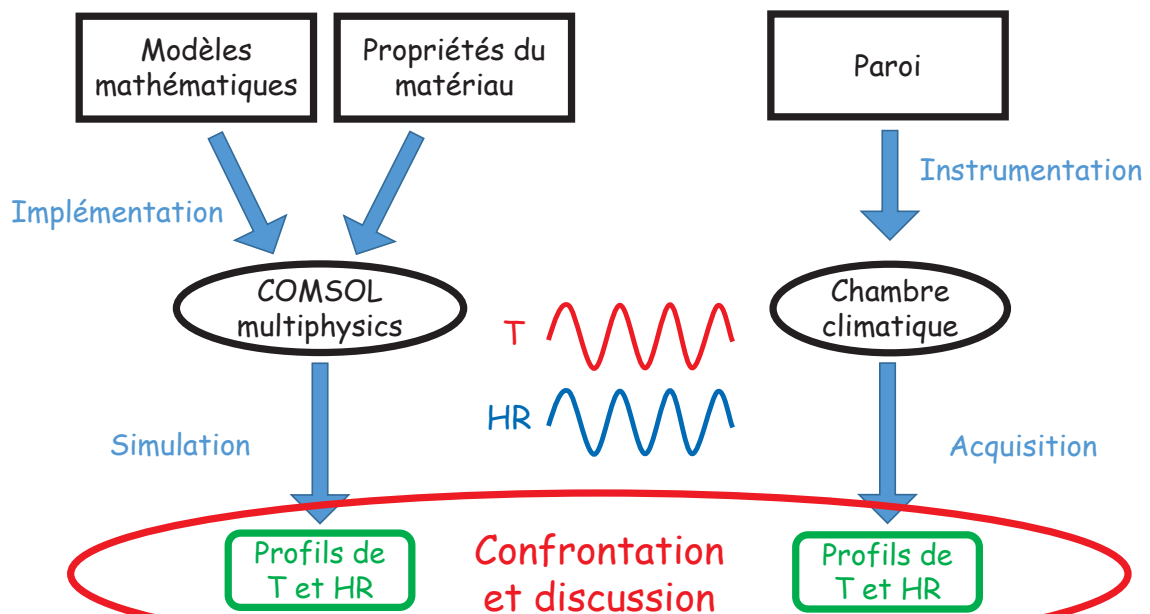 Modèles
mathématiques
Propriétés du
matériau
Paroi
Implémentation
Instrumentation
COMSOL
multiphysics
Chambre
climatique
T
HR
Simulation
Acquisition
Profils de
T et HR
Confrontation
et discussion
Profils de
T et HR